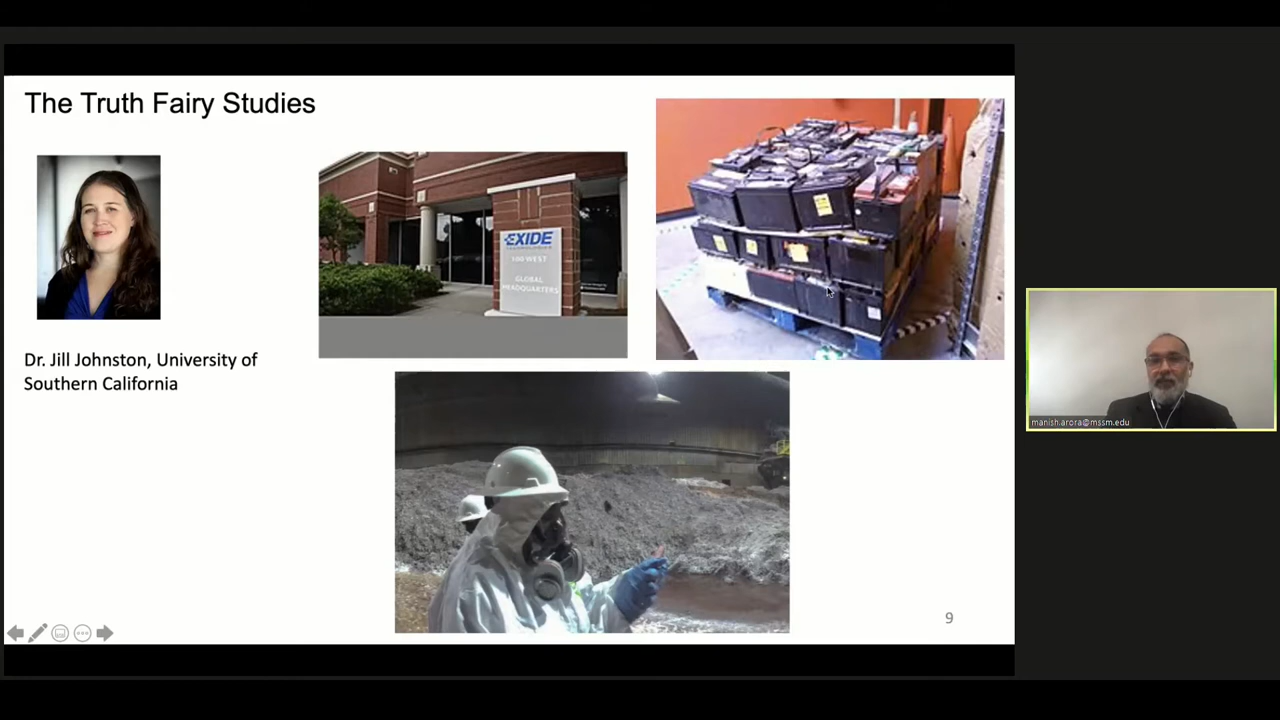 The Truth Fairy Studies
EXIDE
TECHNOLOGIES
100 WEST
GLOBAL
HEADQUARTERS
Dr. Jill Johnston, University of
Southern California
manish.arora@mssm.edu
9